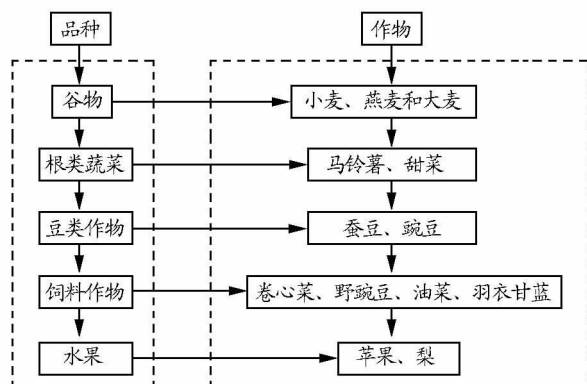 品种
作物
谷物
小麦、燕麦和大麦
根类蔬菜
马铃薯、甜菜
豆类作物
蚕豆、豌豆
饲料作物
卷心菜、野豌豆、油菜、羽衣甘蓝
水果
苹果、梨